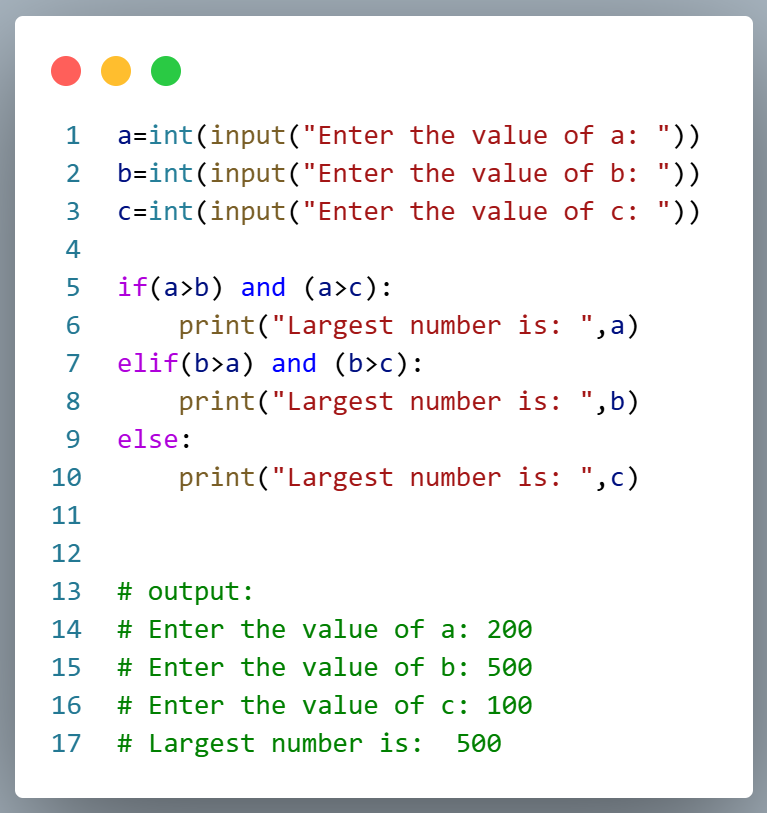 1 a=int(input("Enter the value of a: "))
2 b=int(input("Enter the value of b: "))
3 c=int(input("Enter the value of c: "))
4
5 if(a>b) and (a>c):
6     print("Largest number is: ",a)
7 elif(b>a) and (b>c):
8     print("Largest number is: ",b)
9 else:
10     print("Largest number is: ",c)
11
12
13 # output:
14 # Enter the value of a: 200
15 # Enter the value of b: 500
16 # Enter the value of c: 100
17 # Largest number is:  500